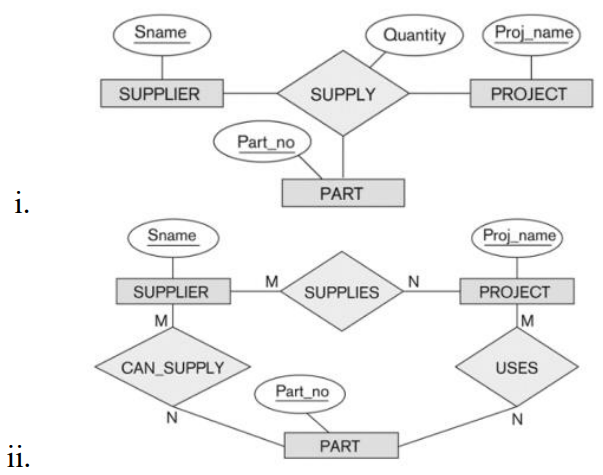 Sname Quantity Proj_name
SUPPLIER SUPPLY PROJECT
Part_no
i. PART
Sname Proj_name
SUPPLIER M SUPPLIES N PROJECT
M M
CAN_SUPPLY USES
Part_no
N N
ii. PART